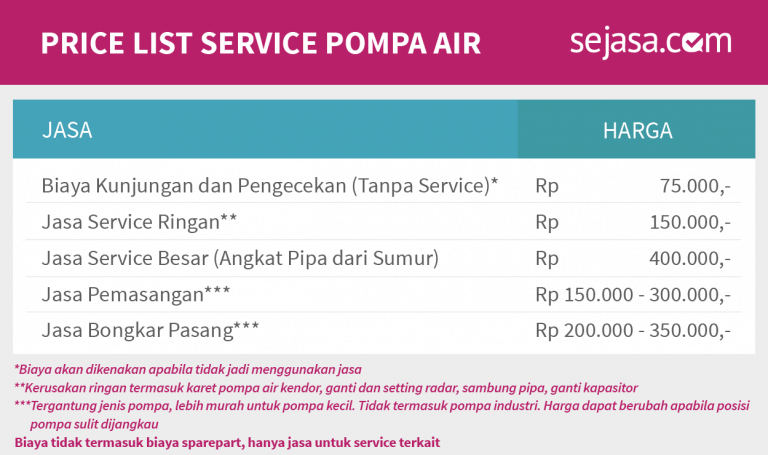 PRICE LIST SERVICE POMPA AIR
sejasa.com
JASA HARGA
Biaya Kunjungan dan Pengecekan (Tanpa Service)* Rp 75.000,-
Jasa Service Ringan** Rp 150.000,-
Jasa Service Besar (Angkat Pipa dari Sumur) Rp 400.000,-
Jasa Pemasangan*** Rp 150.000 - 300.000,-
Jasa Bongkar Pasang*** Rp 200.000 - 350.000,-
*Biaya akan dikenakan apabila tidak jadi menggunakan jasa
**Kerusakan ringan termasuk karet pompa air kendor, ganti dan setting radar, sambung pipa, ganti kapasitor
***Tergantung jenis pompa, lebih murah untuk pompa kecil. Tidak termasuk pompa industri. Harga dapat berubah apabila posisi
pompa sulit dijangkau
Biaya tidak termasuk biaya sparepart, hanya jasa untuk service terkait